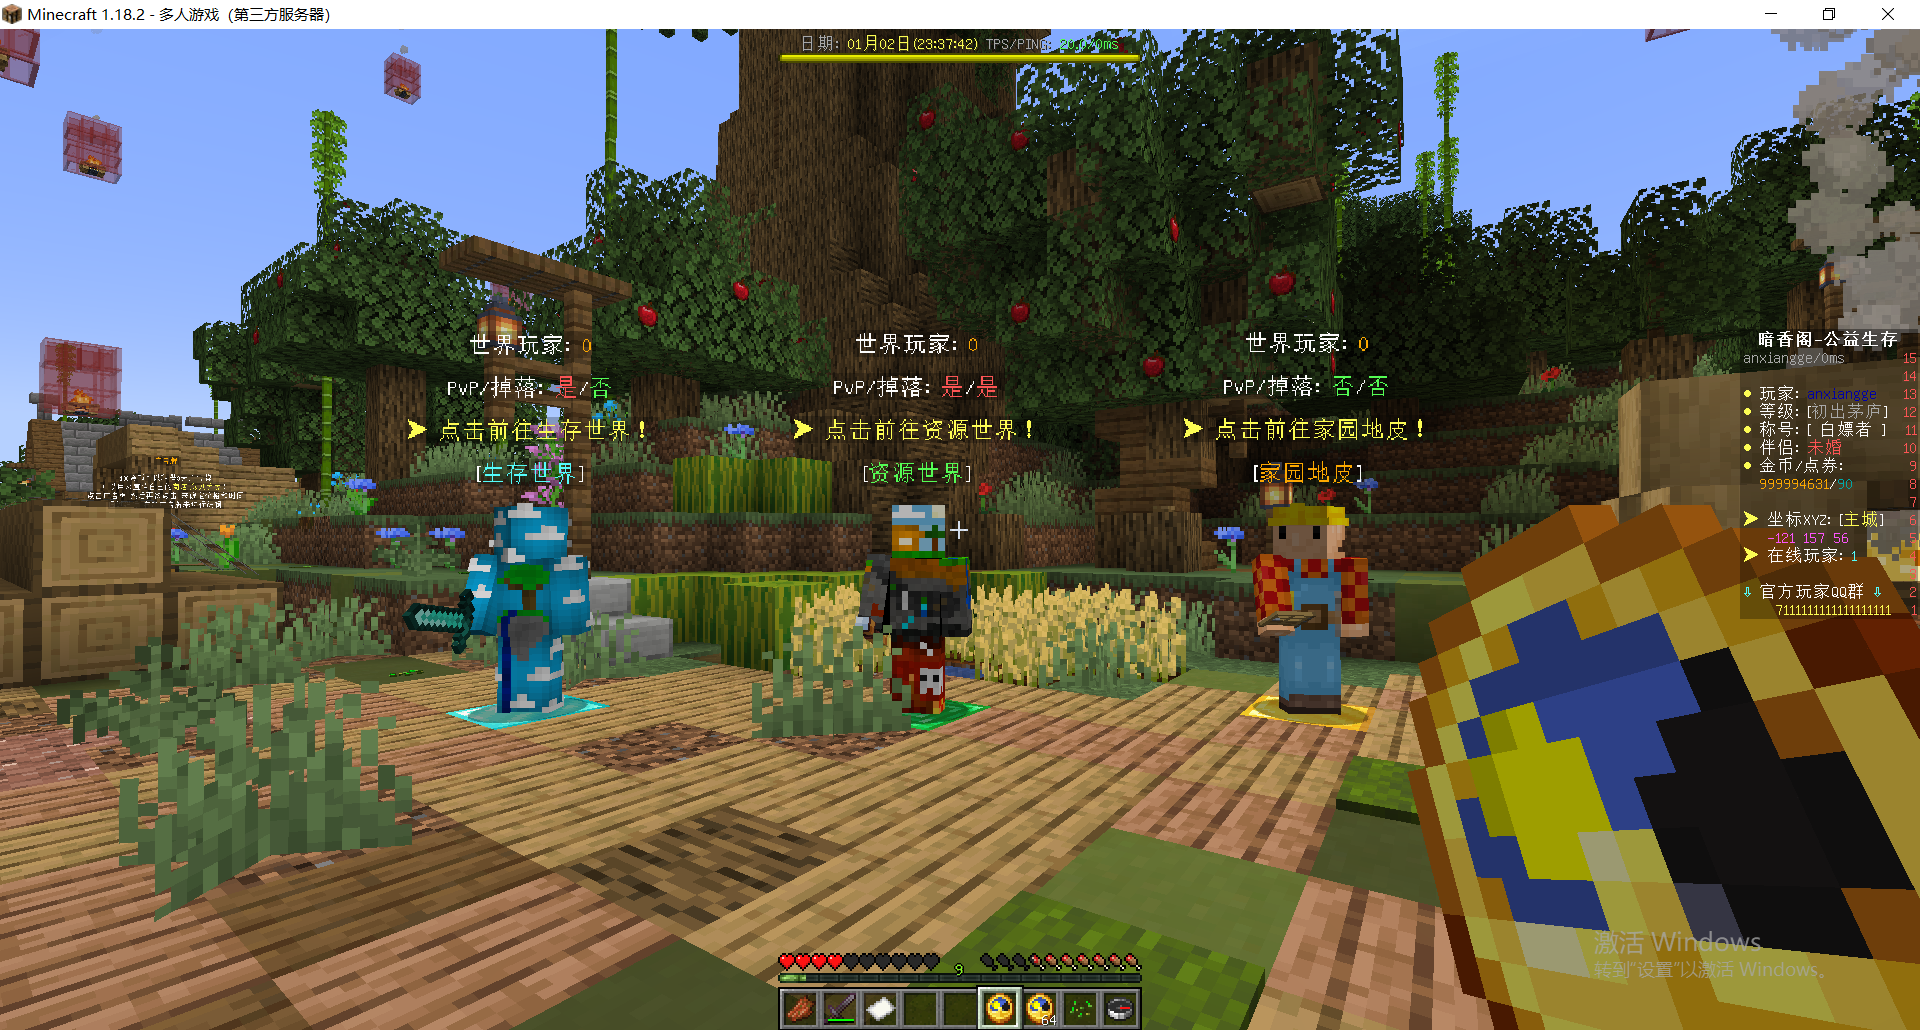 Minecraft 1.18.2 - 多人游戏（第三方服务器）
日期: 01月02日(23:37:42) TPS/PING: 20.0/0ms
世界玩家: 0
PvP/掉落: 是/否
➤ 点击前往生存世界!
[生存世界]
世界玩家: 0
PvP/掉落: 是/是
➤ 点击前往资源世界!
[资源世界]
世界玩家: 0
PvP/掉落: 否/否
➤ 点击前往家园地皮!
[家园地皮]
暗香阁-公益生存
anxiangge/0ms 15
14
● 玩家: anxiangge 13
● 等级: [初出茅庐] 12
● 称号: [ 白嫖者 ] 11
● 伴侣: 未婚 10
● 金币/点券: 9
999994631/90 8
7
➤ 坐标XYZ: [主城] 6
-121 157 56
➤ 在线玩家: 1
⇩ 官方玩家QQ群 ⇩ 2
7111111111111111111 1
激活 Windows
转到"设置"以激活 Windows。
9
64